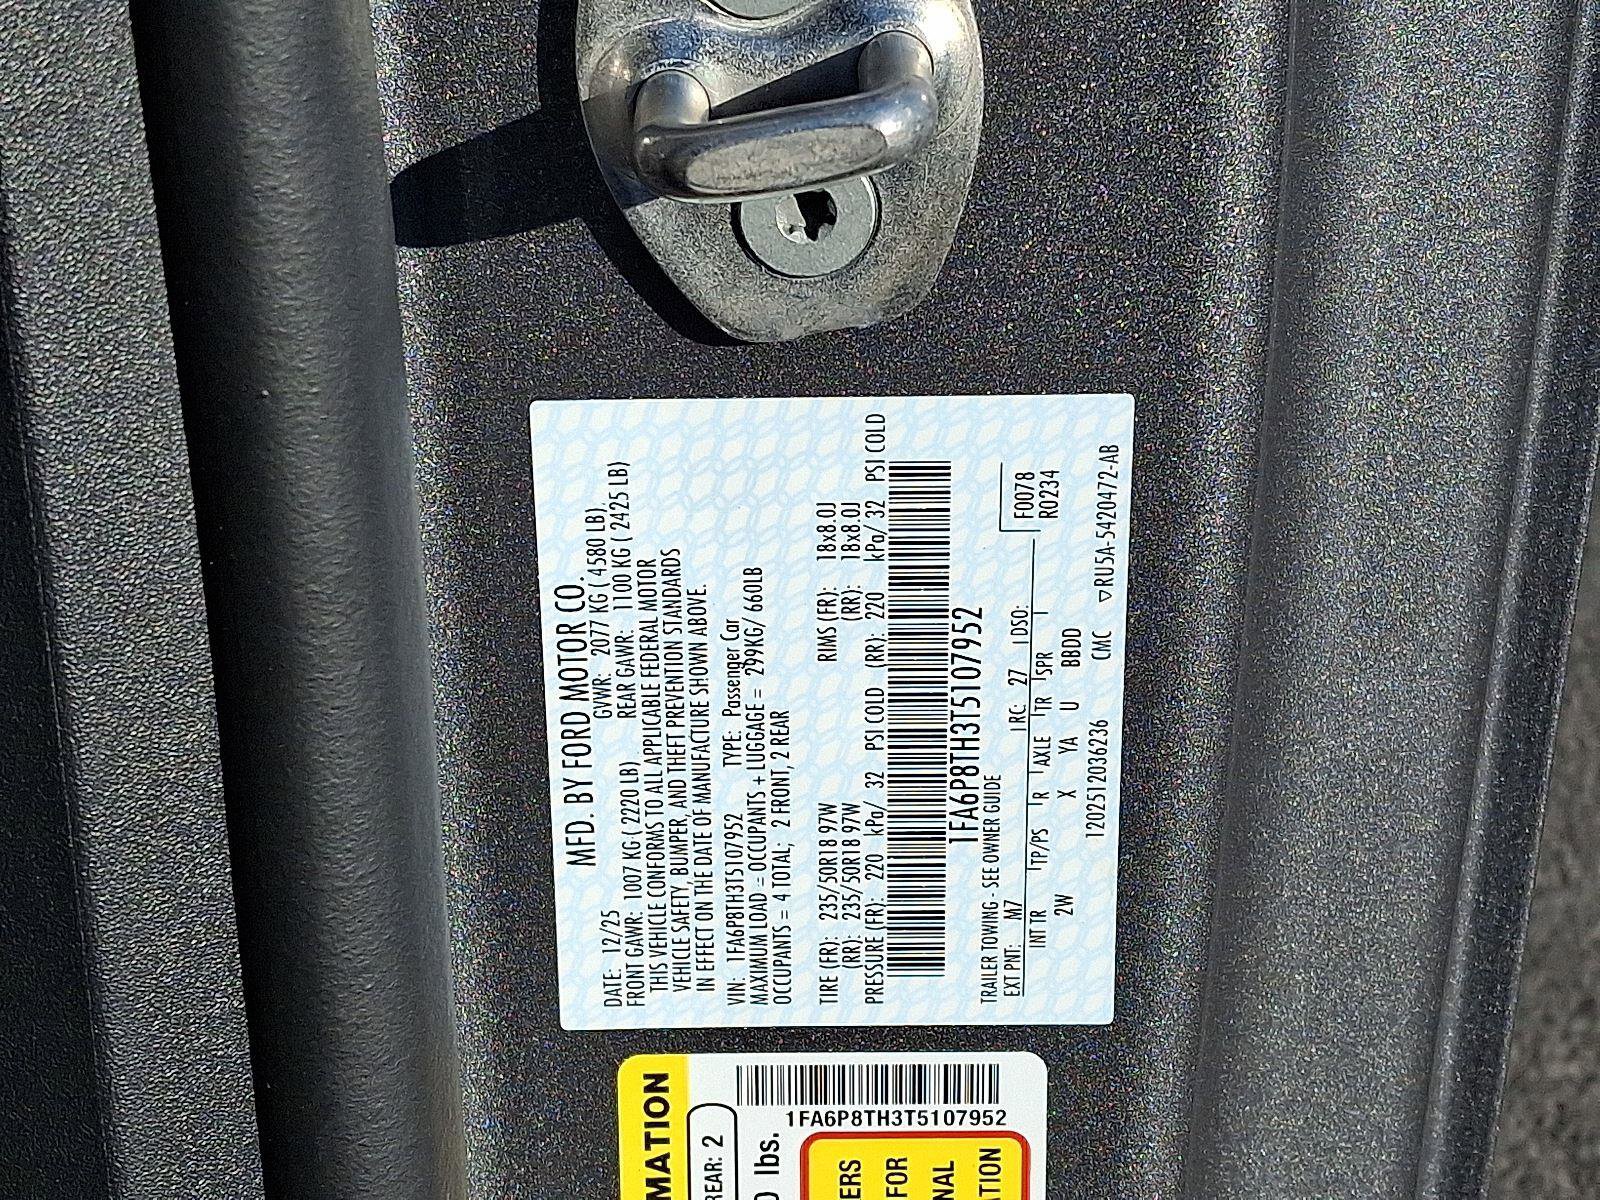 MFD. BY FORD MOTOR CO.
DATE: 12/25 GVWR: 2077 KG ( 4580 LB),
FRONT GAWR: 1007 KG ( 2220 LB) REAR GAWR: 1100 KG ( 2425 LB)
THIS VEHICLE CONFORMS TO ALL APPLICABLE FEDERAL MOTOR
VEHICLE SAFETY, BUMPER, AND THEFT PREVENTION STANDARDS
IN EFFECT ON THE DATE OF MANUFACTURE SHOWN ABOVE.
VIN: 1FA6P8TH3T5107952 TYPE: Passenger Car
MAXIMUM LOAD = OCCUPANTS + LUGGAGE = 299KG/ 660LB
OCCUPANTS = 4 TOTAL; 2 FRONT, 2 REAR
TIRE (FR): 235/50R18 97W RIMS (FR): 18x8.0J
(RR): 235/50R18 97W (RR): 18x8.0J
PRESSURE (FR): 220 kPa/ 32 PSI COLD (RR): 220 kPa/ 32 PSI COLD
1FA6P8TH3T5107952
TRAILER TOWING - SEE OWNER GUIDE
EXT PNT: M7 RC: 27 DSO: F0078
R0234
INT TR TP/PS R AXLE TR SPR
2W X YA U BBDD
120251203 6236 CMC ▽RU5A-5420472-AB
MATION
REAR: 2
0 lbs.
1FA6P8TH3T5107952
ERS
FOR
NAL
ATION